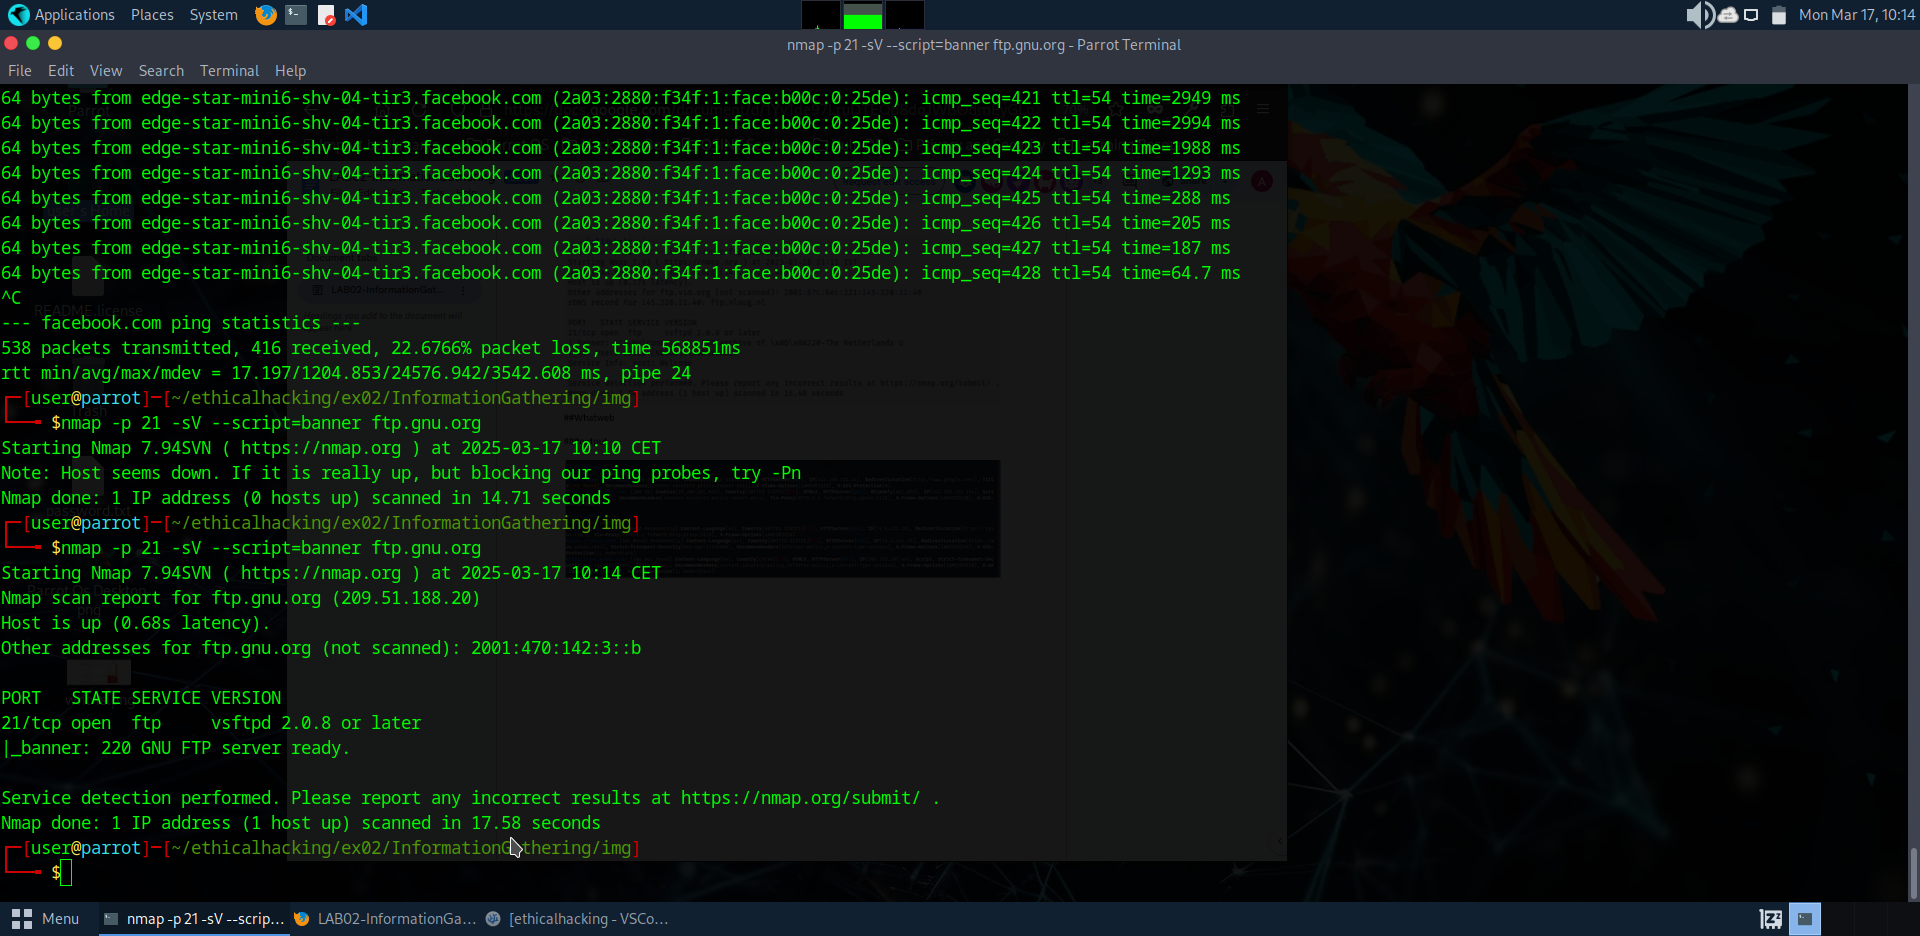 Applications Places System
Mon Mar 17, 10:14
nmap -p 21 -sV --script=banner ftp.gnu.org - Parrot Terminal
File Edit View Search Terminal Help
64 bytes from edge-star-mini6-shv-04-tir3.facebook.com (2a03:2880:f34f:1:face:b00c:0:25de): icmp_seq=421 ttl=54 time=2949 ms
64 bytes from edge-star-mini6-shv-04-tir3.facebook.com (2a03:2880:f34f:1:face:b00c:0:25de): icmp_seq=422 ttl=54 time=2994 ms
64 bytes from edge-star-mini6-shv-04-tir3.facebook.com (2a03:2880:f34f:1:face:b00c:0:25de): icmp_seq=423 ttl=54 time=1988 ms
64 bytes from edge-star-mini6-shv-04-tir3.facebook.com (2a03:2880:f34f:1:face:b00c:0:25de): icmp_seq=424 ttl=54 time=1293 ms
64 bytes from edge-star-mini6-shv-04-tir3.facebook.com (2a03:2880:f34f:1:face:b00c:0:25de): icmp_seq=425 ttl=54 time=288 ms
64 bytes from edge-star-mini6-shv-04-tir3.facebook.com (2a03:2880:f34f:1:face:b00c:0:25de): icmp_seq=426 ttl=54 time=205 ms
64 bytes from edge-star-mini6-shv-04-tir3.facebook.com (2a03:2880:f34f:1:face:b00c:0:25de): icmp_seq=427 ttl=54 time=187 ms
64 bytes from edge-star-mini6-shv-04-tir3.facebook.com (2a03:2880:f34f:1:face:b00c:0:25de): icmp_seq=428 ttl=54 time=64.7 ms
^C
--- facebook.com ping statistics ---
538 packets transmitted, 416 received, 22.6766% packet loss, time 568851ms
rtt min/avg/max/mdev = 17.197/1204.853/24576.942/3542.608 ms, pipe 24
[user@parrot]─[~/ethicalhacking/ex02/InformationGathering/img]
$nmap -p 21 -sV --script=banner ftp.gnu.org
Starting Nmap 7.94SVN ( https://nmap.org ) at 2025-03-17 10:10 CET
Note: Host seems down. If it is really up, but blocking our ping probes, try -Pn
Nmap done: 1 IP address (0 hosts up) scanned in 14.71 seconds
[user@parrot]─[~/ethicalhacking/ex02/InformationGathering/img]
$nmap -p 21 -sV --script=banner ftp.gnu.org
Starting Nmap 7.94SVN ( https://nmap.org ) at 2025-03-17 10:14 CET
Nmap scan report for ftp.gnu.org (209.51.188.20)
Host is up (0.68s latency).
Other addresses for ftp.gnu.org (not scanned): 2001:470:142:3::b
PORT   STATE SERVICE VERSION
21/tcp open  ftp     vsftpd 2.0.8 or later
|_banner: 220 GNU FTP server ready.
Service detection performed. Please report any incorrect results at https://nmap.org/submit/ .
Nmap done: 1 IP address (1 host up) scanned in 17.58 seconds
[user@parrot]─[~/ethicalhacking/ex02/InformationGathering/img]
$
Menu nmap -p 21 -sV --scrip... LAB02-InformationGa... [ethicalhacking - VSCo...